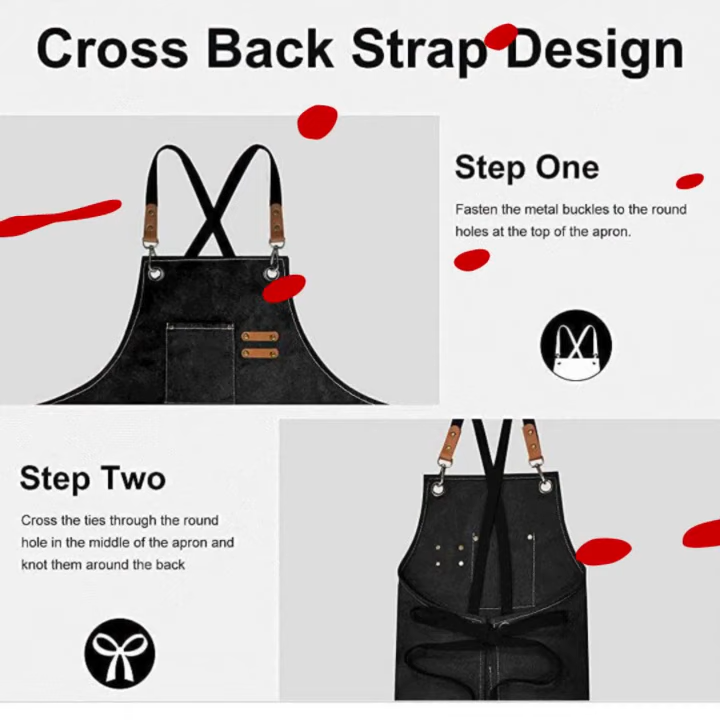 Cross Back Strap Design
Step One
Fasten the metal buckles to the round
holes at the top of the apron.
Step Two
Cross the ties through the round
hole in the middle of the apron and
knot them around the back